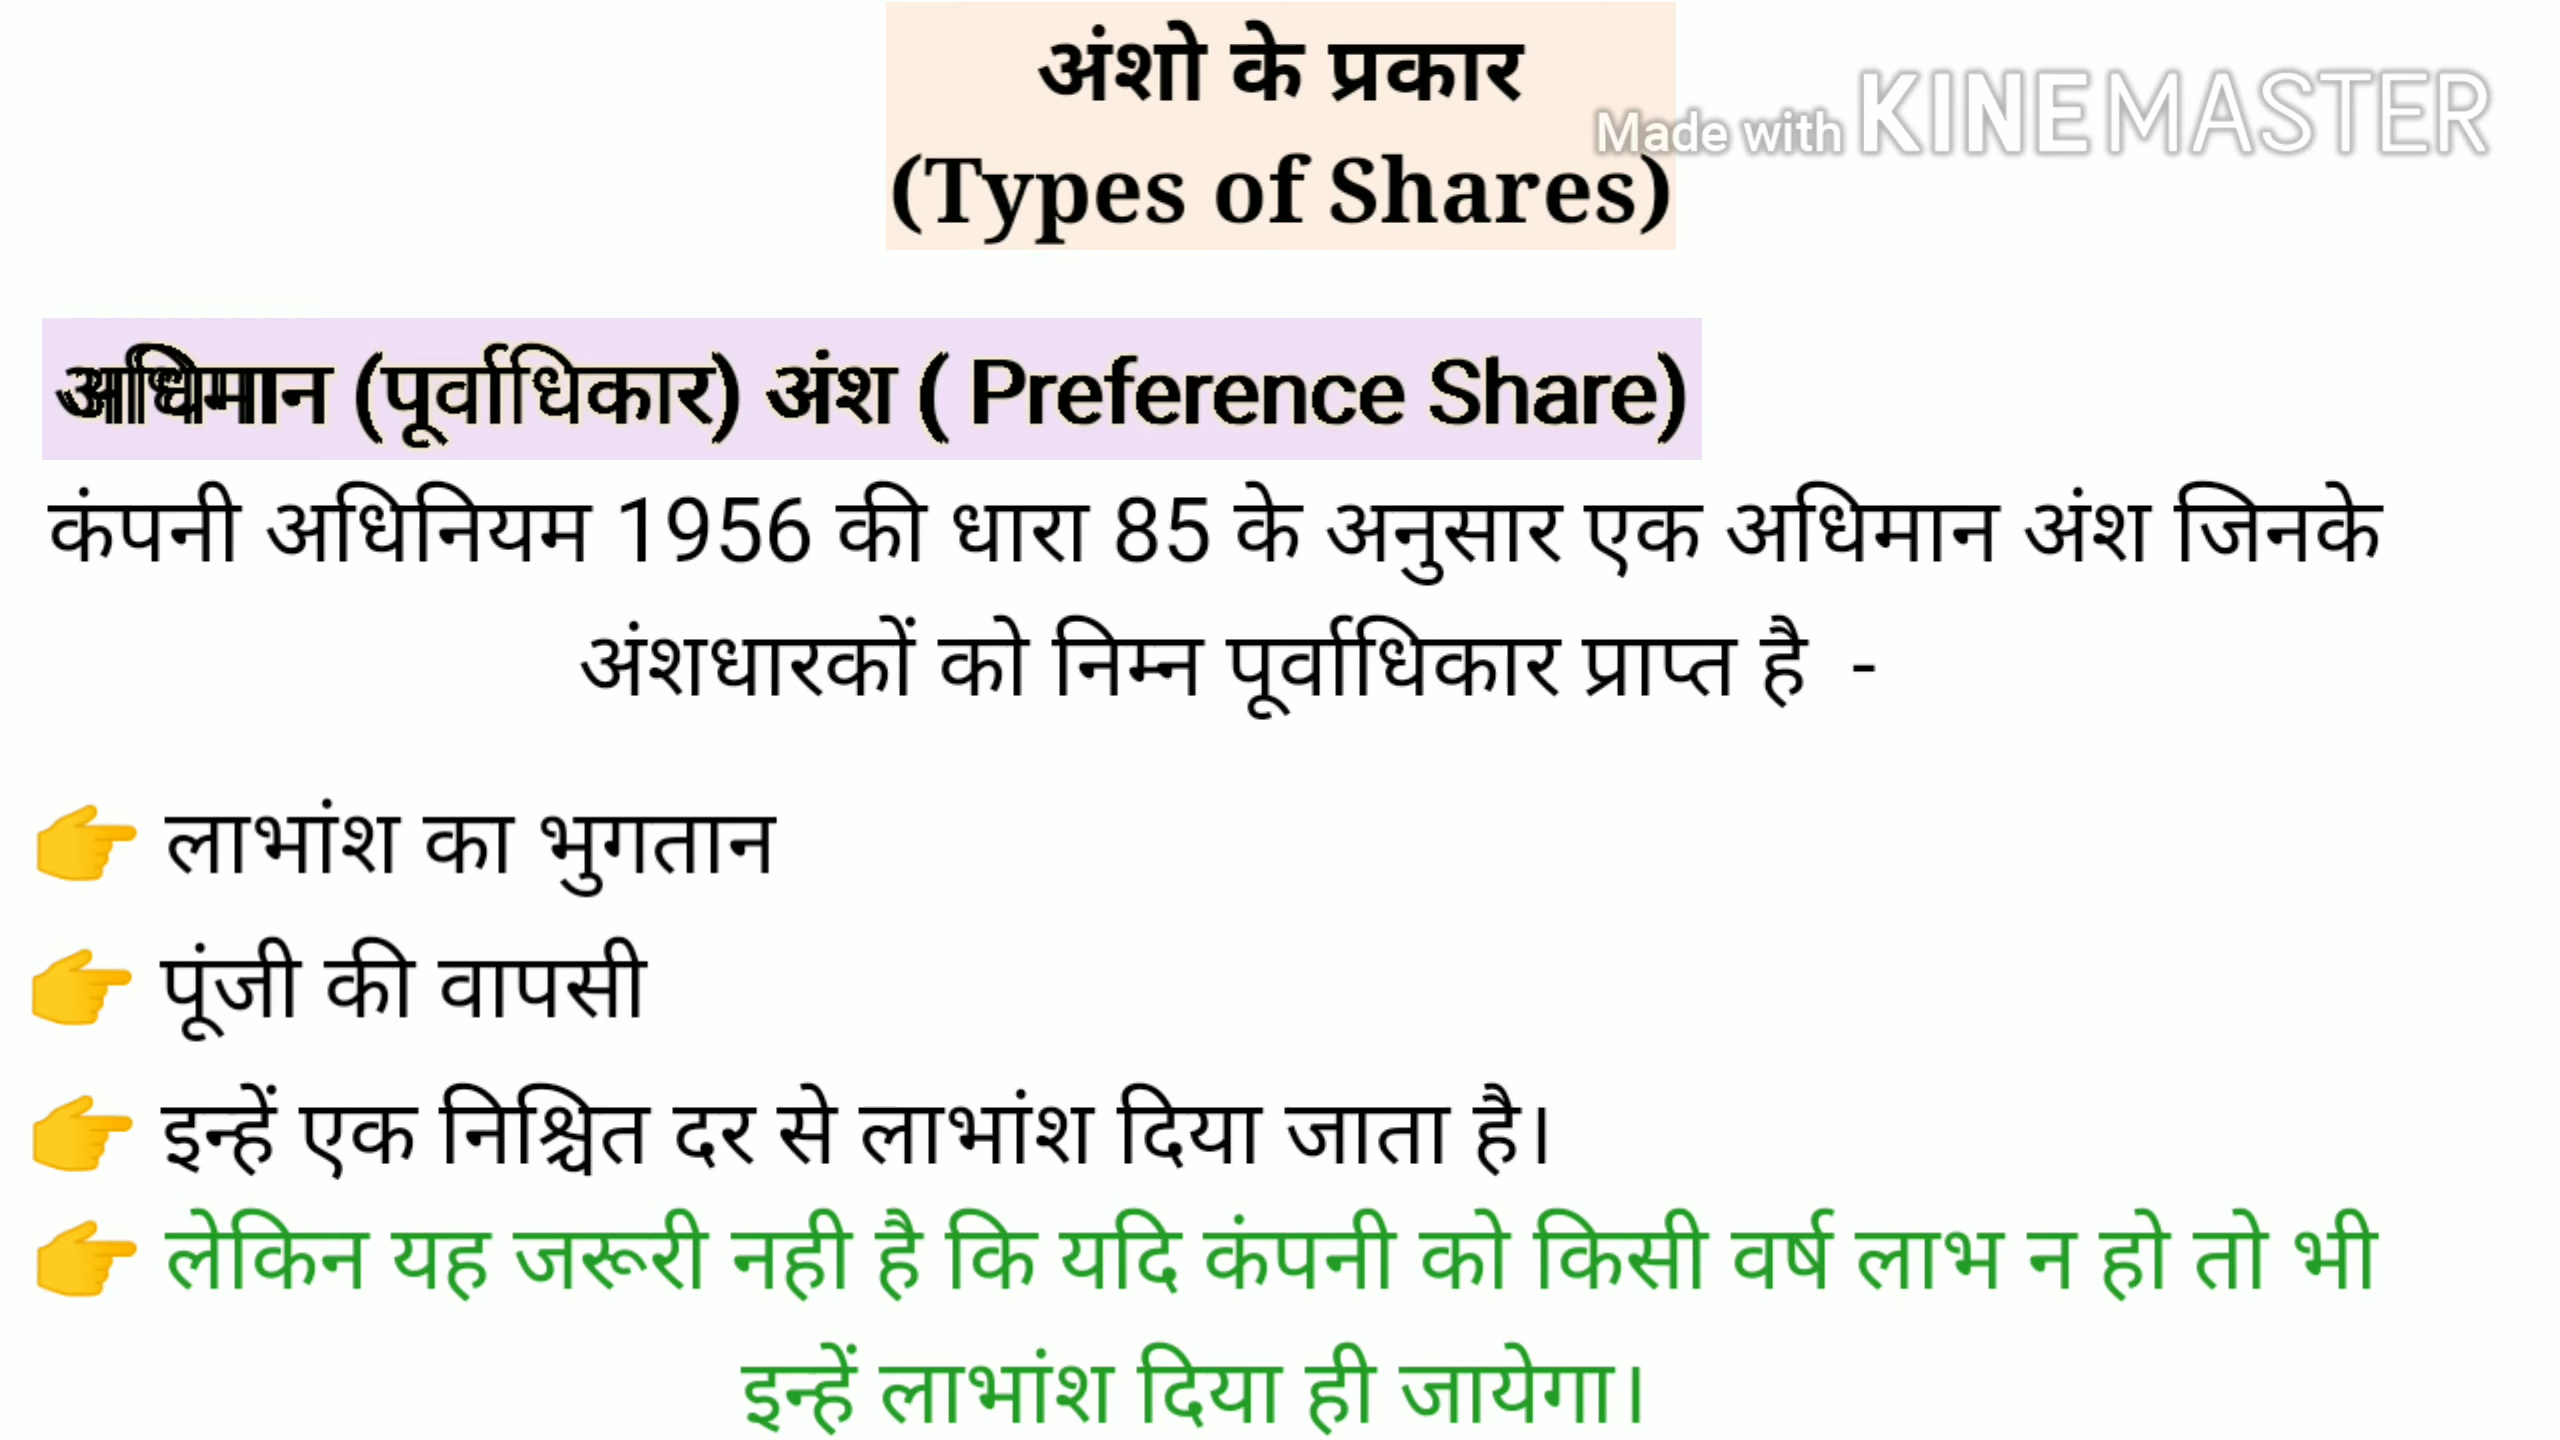 अंशो के प्रकार
Made with KINEMASTER
(Types of Shares)
अधिमान (पूर्वाधिकार) अंश ( Preference Share)
कंपनी अधिनियम 1956 की धारा 85 के अनुसार एक अधिमान अंश जिनके
अंशधारकों को निम्न पूर्वाधिकार प्राप्त है -
👉 लाभांश का भुगतान
👉 पूंजी की वापसी
👉 इन्हें एक निश्चित दर से लाभांश दिया जाता है।
👉 लेकिन यह जरूरी नही है कि यदि कंपनी को किसी वर्ष लाभ न हो तो भी
इन्हें लाभांश दिया ही जायेगा।